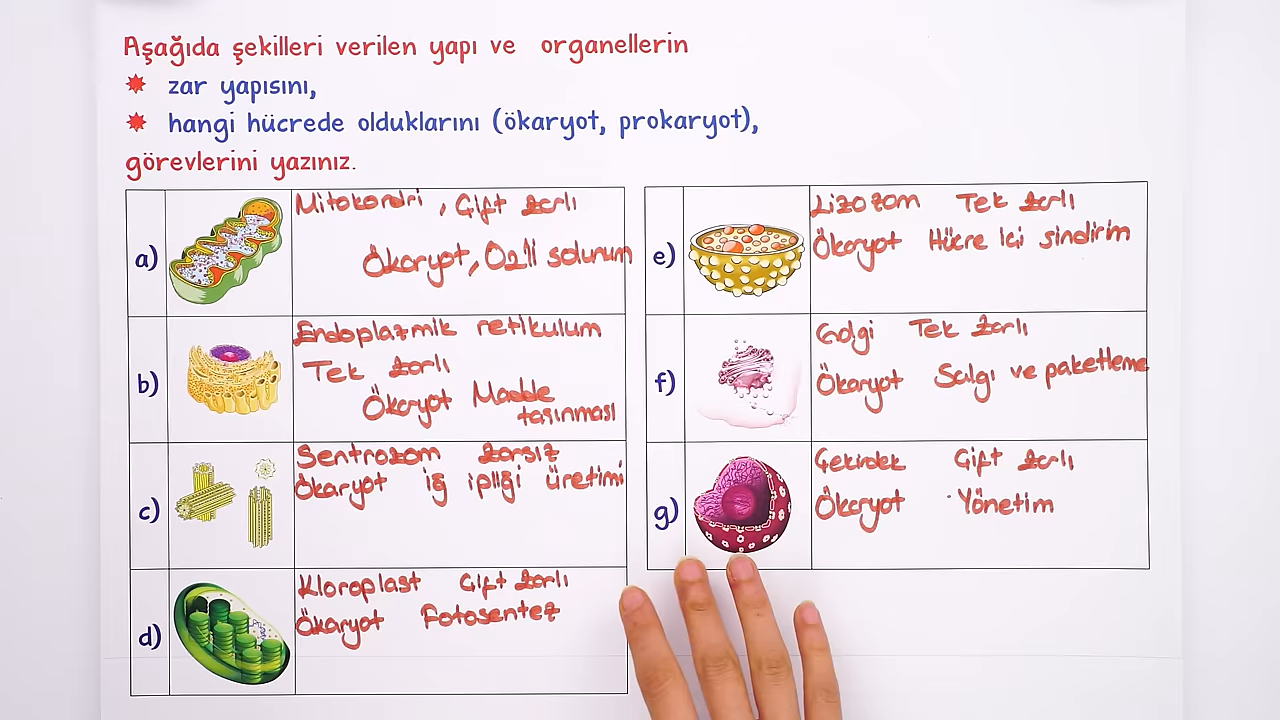 Aşağıda şekilleri verilen yapı ve organellerin
zar yapısını,
hangi hücrede olduklarını (ökaryot, prokaryot),
görevlerini yazınız.
a) Mitokondri, Çift zarlı
Ökaryot, O2'li solunum
b) Endoplazmik retikulum
Tek zarlı
Ökaryot Madde
taşınması
c) Sentrozom zarsız
Ökaryot iğ ipliği üretimi
d) Kloroplast Çift zarlı
Ökaryot Fotosentez
e) Lizozom Tek zarlı
Ökaryot Hücre içi sindirim
f) Golgi Tek zarlı
Ökaryot Salgı ve paketleme
g) Çekirdek Çift zarlı
Ökaryot Yönetim